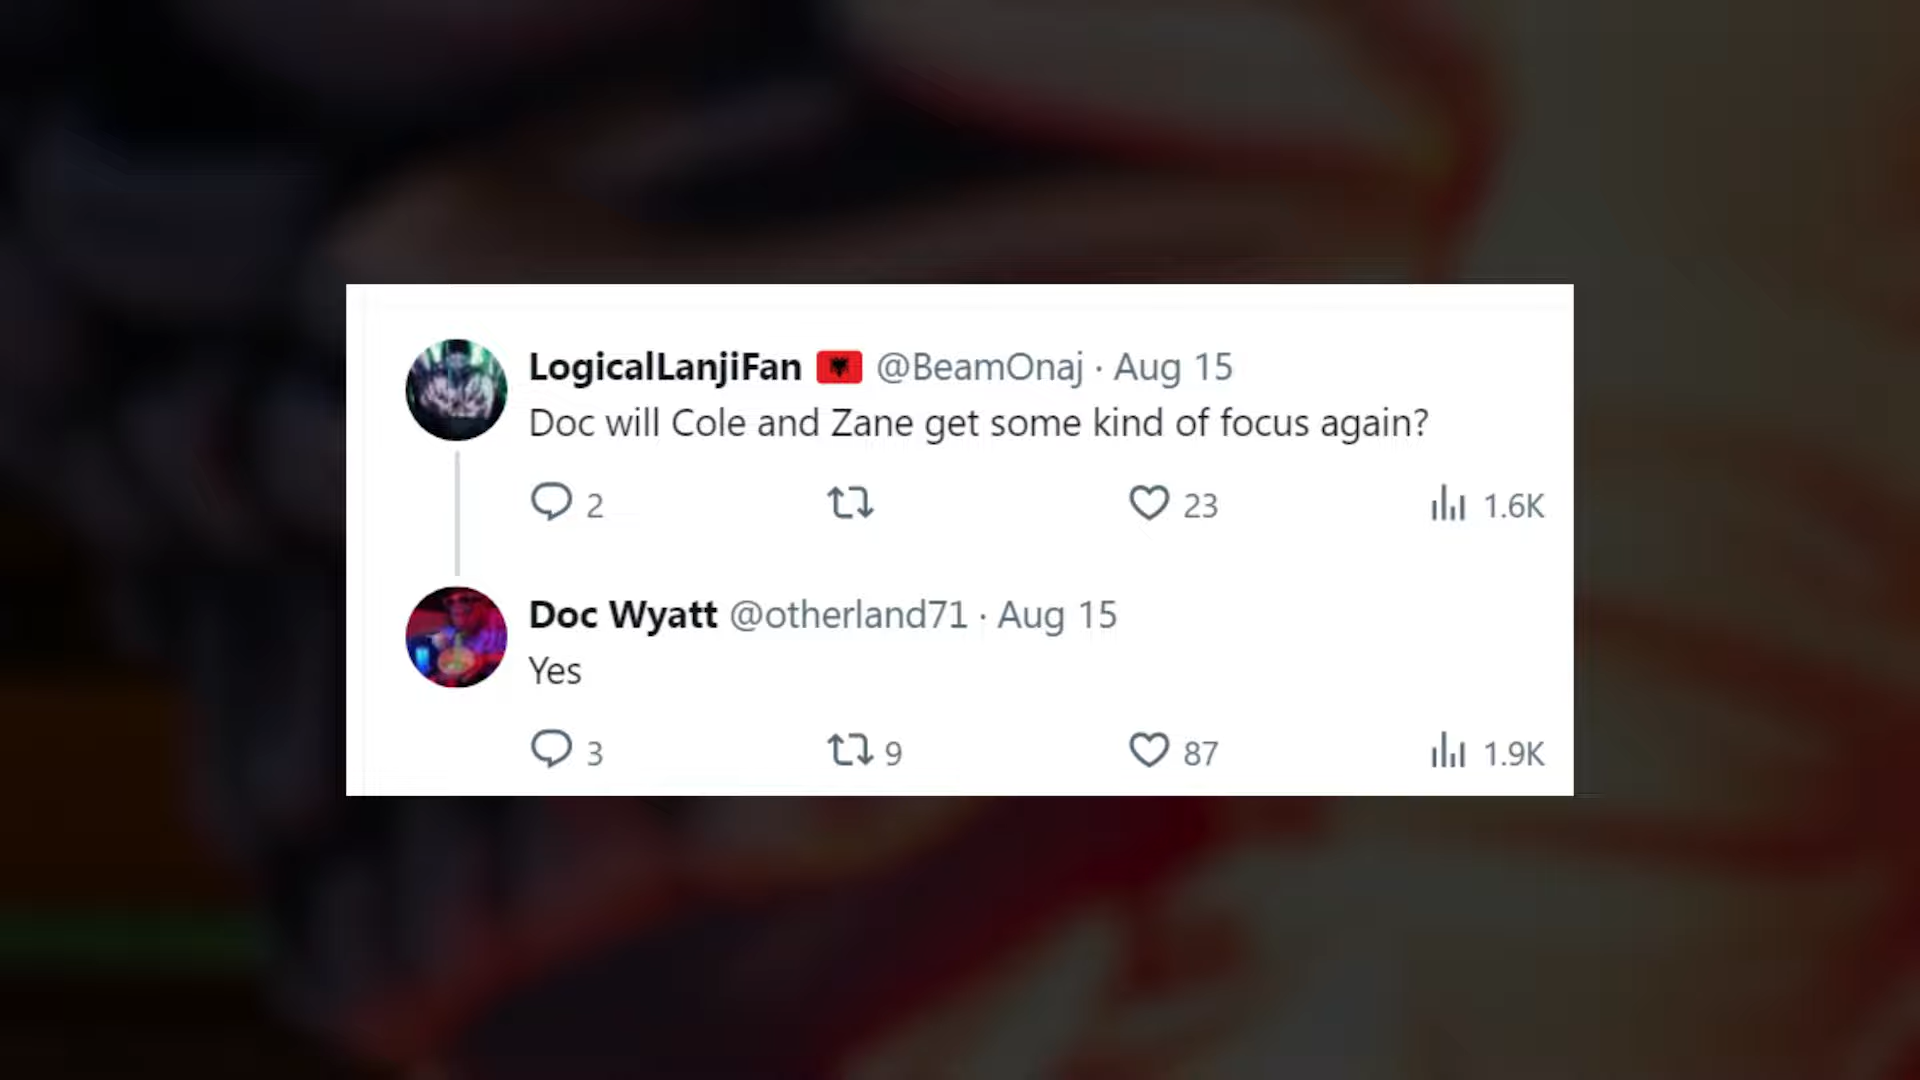 LogicalLanjiFan 🇦🇱 @BeamOnaj · Aug 15
Doc will Cole and Zane get some kind of focus again?
2 23 1.6K
Doc Wyatt @otherland71 · Aug 15
Yes
3 9 87 1.9K